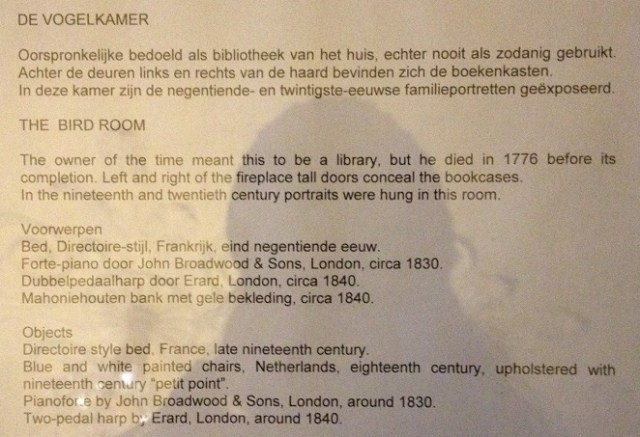 DE VOGELKAMER
Oorspronkelijke bedoeld als bibliotheek van het huis, echter nooit als zodanig gebruikt.
Achter de deuren links en rechts van de haard bevinden zich de boekenkasten.
In deze kamer zijn de negentiende- en twintigste-eeuwse familieportretten geëxposeerd.
THE BIRD ROOM
The owner of the time meant this to be a library, but he died in 1776 before its
completion. Left and right of the fireplace tall doors conceal the bookcases.
In the nineteenth and twentieth century portraits were hung in this room.
Voorwerpen
Bed, Directoire-stijl, Frankrijk, eind negentiende eeuw.
Forte-piano door John Broadwood & Sons, London, circa 1830.
Dubbelpedaalharp door Erard, London, circa 1840.
Mahoniehouten bank met gele bekleding, circa 1840.
Objects
Directoire style bed, France, late nineteenth century.
Blue and white painted chairs, Netherlands, eighteenth century, upholstered with
nineteenth century "petit point".
Pianoforte by John Broadwood & Sons, London, around 1830.
Two-pedal harp by Erard, London, around 1840.